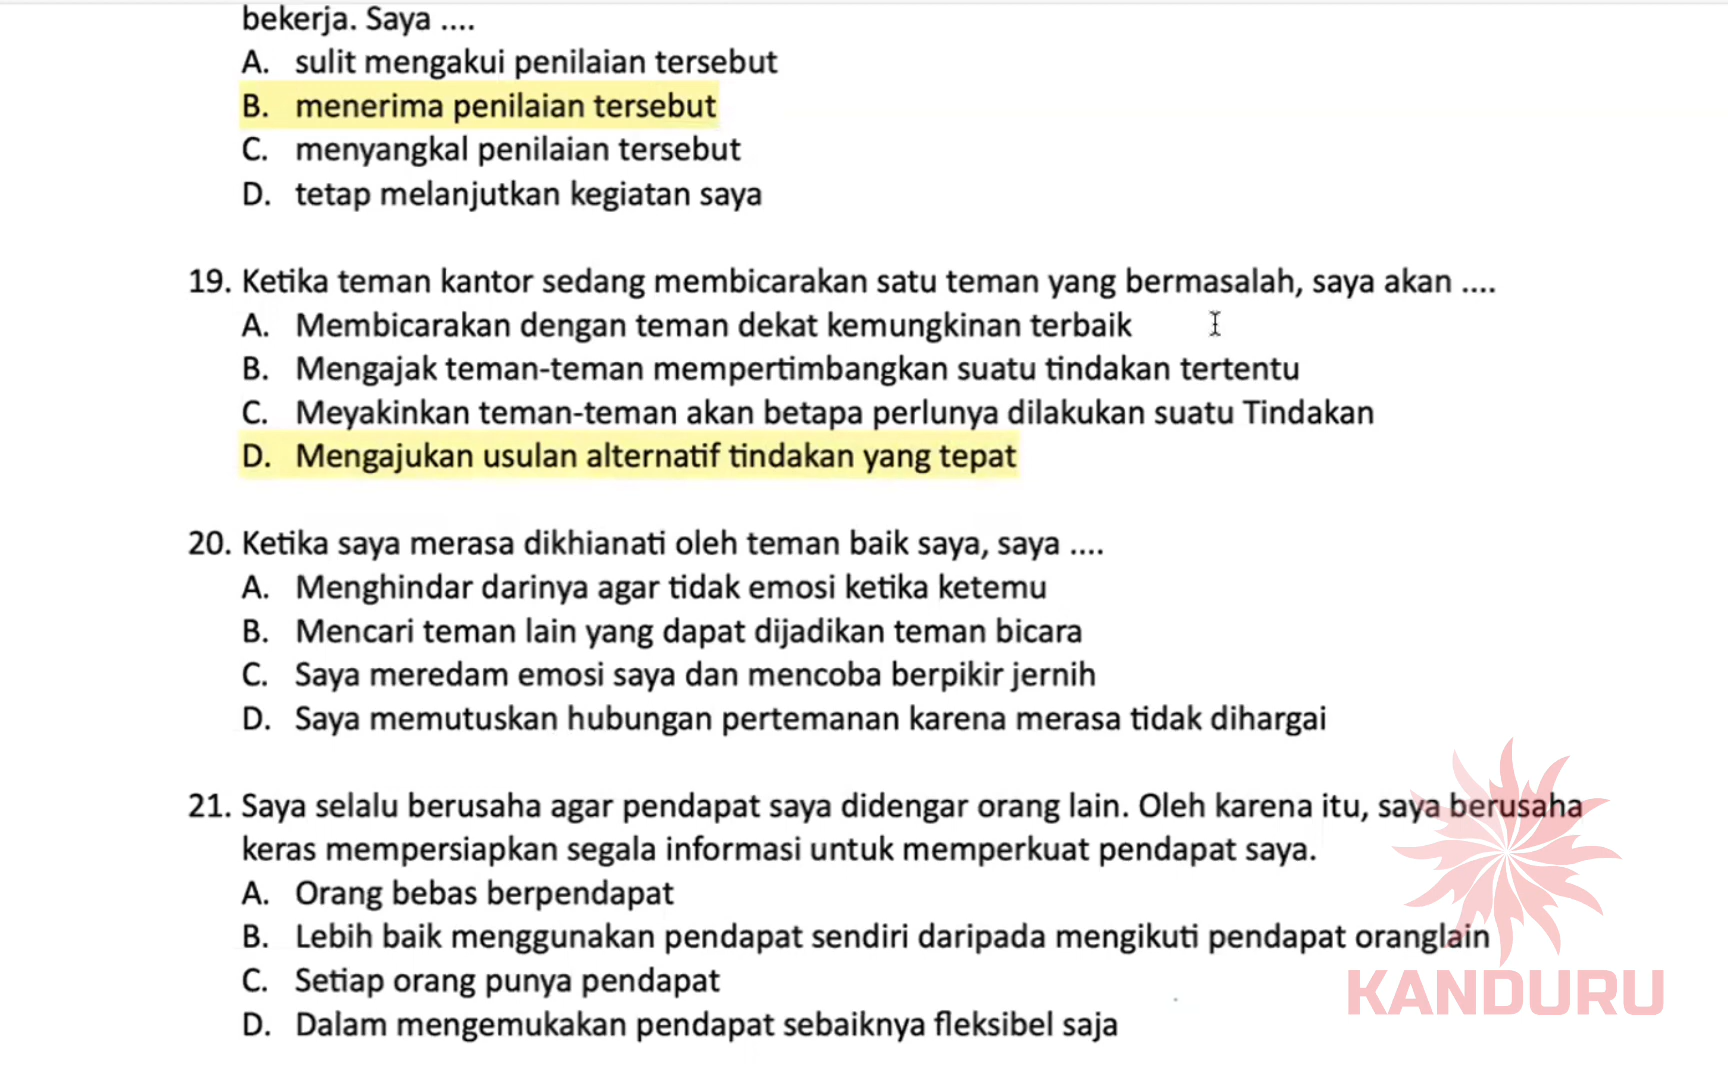 bekerja. Saya ....
A. sulit mengakui penilaian tersebut
B. menerima penilaian tersebut
C. menyangkal penilaian tersebut
D. tetap melanjutkan kegiatan saya
19. Ketika teman kantor sedang membicarakan satu teman yang bermasalah, saya akan ....
A. Membicarakan dengan teman dekat kemungkinan terbaik
B. Mengajak teman-teman mempertimbangkan suatu tindakan tertentu
C. Meyakinkan teman-teman akan betapa perlunya dilakukan suatu Tindakan
D. Mengajukan usulan alternatif tindakan yang tepat
20. Ketika saya merasa dikhianati oleh teman baik saya, saya ....
A. Menghindar darinya agar tidak emosi ketika ketemu
B. Mencari teman lain yang dapat dijadikan teman bicara
C. Saya meredam emosi saya dan mencoba berpikir jernih
D. Saya memutuskan hubungan pertemanan karena merasa tidak dihargai
21. Saya selalu berusaha agar pendapat saya didengar orang lain. Oleh karena itu, saya berusaha
keras mempersiapkan segala informasi untuk memperkuat pendapat saya.
A. Orang bebas berpendapat
B. Lebih baik menggunakan pendapat sendiri daripada mengikuti pendapat oranglain
C. Setiap orang punya pendapat
D. Dalam mengemukakan pendapat sebaiknya fleksibel saja
KANDURU